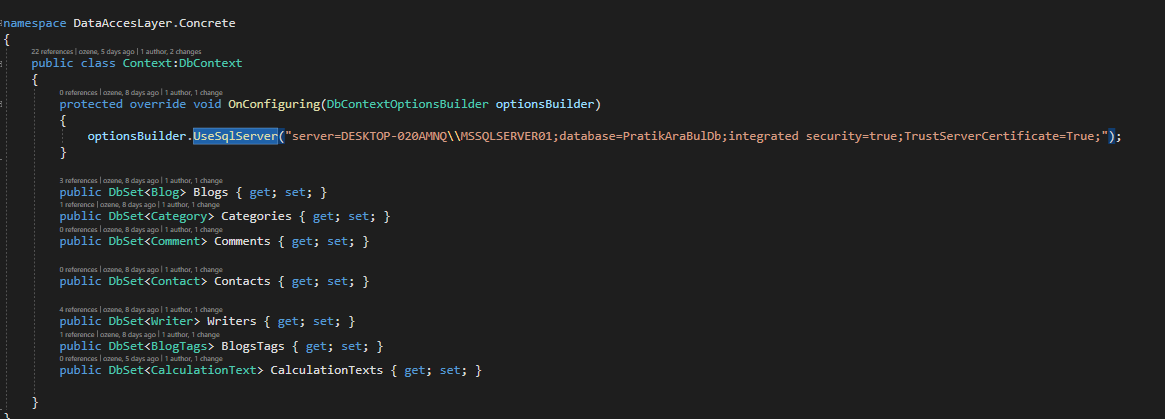 namespace DataAccesLayer.Concrete
{
22 references | ozene, 5 days ago | 1 author, 2 changes
public class Context:DbContext
{
0 references | ozene, 8 days ago | 1 author, 1 change
protected override void OnConfiguring(DbContextOptionsBuilder optionsBuilder)
{
optionsBuilder.UseSqlServer("server=DESKTOP-020AMNQ\\MSSQLSERVER01;database=PratikAraBulDb;integrated security=true;TrustServerCertificate=True;");
}
3 references | ozene, 8 days ago | 1 author, 1 change
public DbSet<Blog> Blogs { get; set; }
1 reference | ozene, 8 days ago | 1 author, 1 change
public DbSet<Category> Categories { get; set; }
0 references | ozene, 8 days ago | 1 author, 1 change
public DbSet<Comment> Comments { get; set; }
0 references | ozene, 8 days ago | 1 author, 1 change
public DbSet<Contact> Contacts { get; set; }
4 references | ozene, 8 days ago | 1 author, 1 change
public DbSet<Writer> Writers { get; set; }
1 reference | ozene, 8 days ago | 1 author, 1 change
public DbSet<BlogTags> BlogsTags { get; set; }
0 references | ozene, 5 days ago | 1 author, 1 change
public DbSet<CalculationText> CalculationTexts { get; set; }
}
}